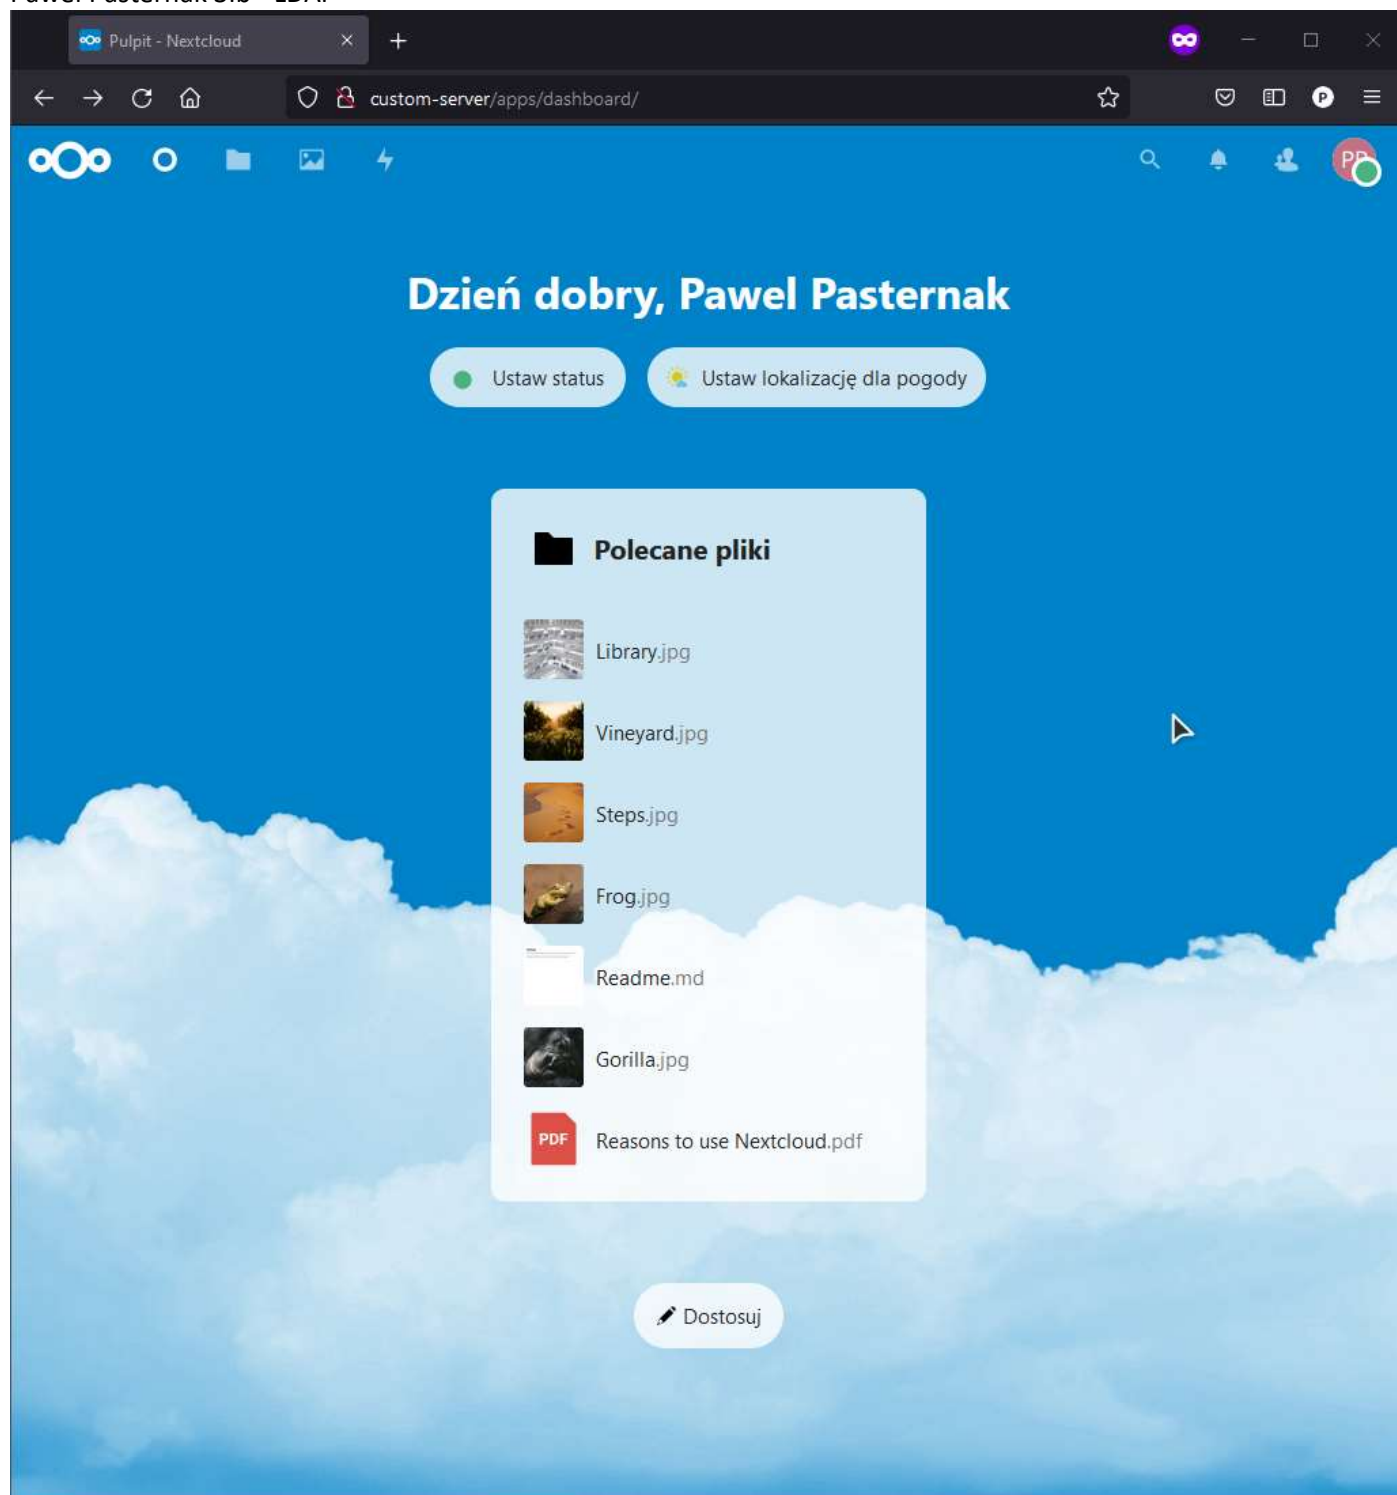 Pulpit - Nextcloud
custom-server/apps/dashboard/
P
PP
Dzień dobry, Pawel Pasternak
Ustaw status
Ustaw lokalizację dla pogody
Polecane pliki
Library.jpg
Vineyard.jpg
Steps.jpg
Frog.jpg
Readme.md
Gorilla.jpg
PDF
Reasons to use Nextcloud.pdf
Dostosuj